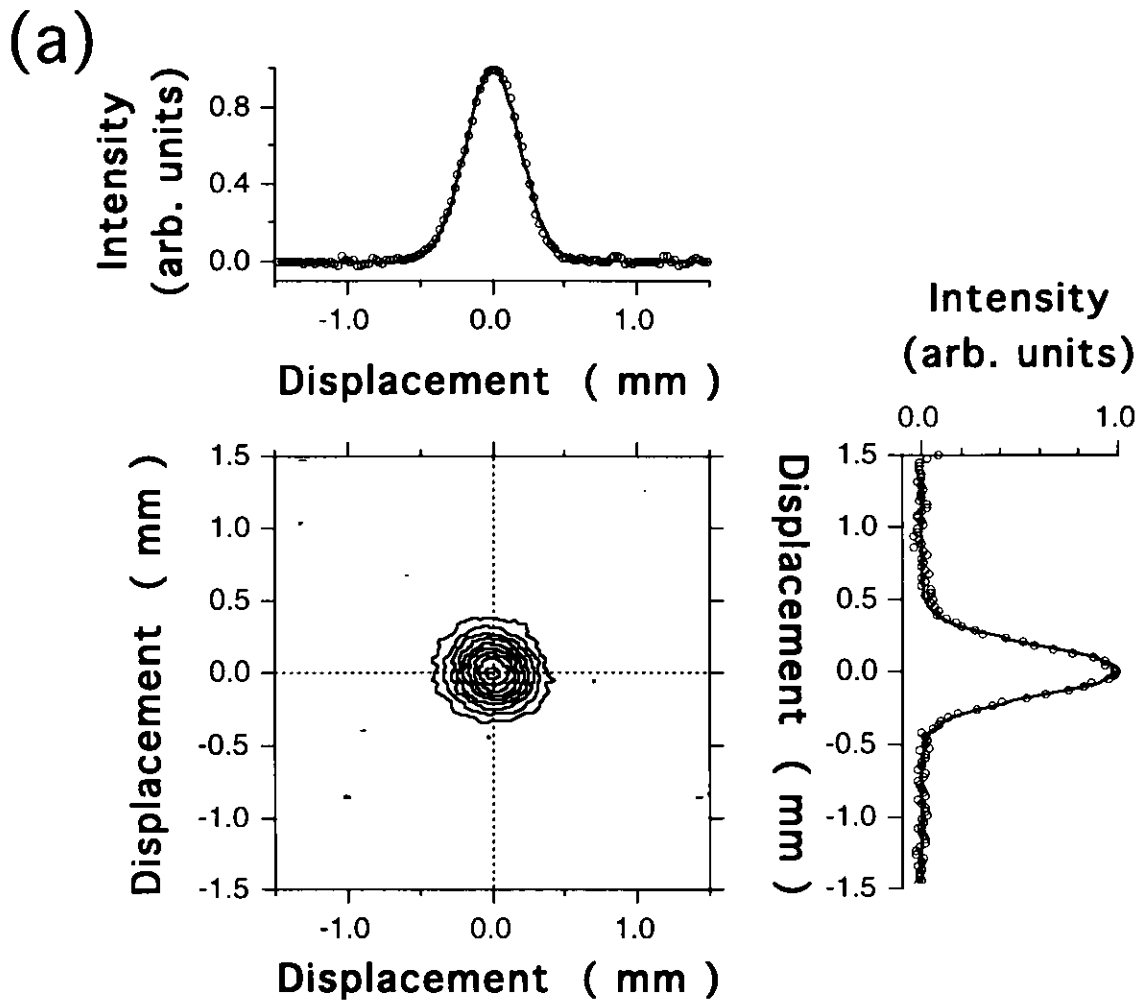 (a)
Intensity
(arb. units)
0.8
0.4
0.0
-1.0 0.0 1.0
Displacement ( mm )
Intensity
(arb. units)
0.0 1.0
Displacement ( mm )
1.5
1.0
0.5
0.0
-0.5
-1.0
-1.5
-1.0 0.0 1.0
Displacement ( mm )
Displacement ( mm )
1.5
1.0
0.5
0.0
-0.5
-1.0
-1.5